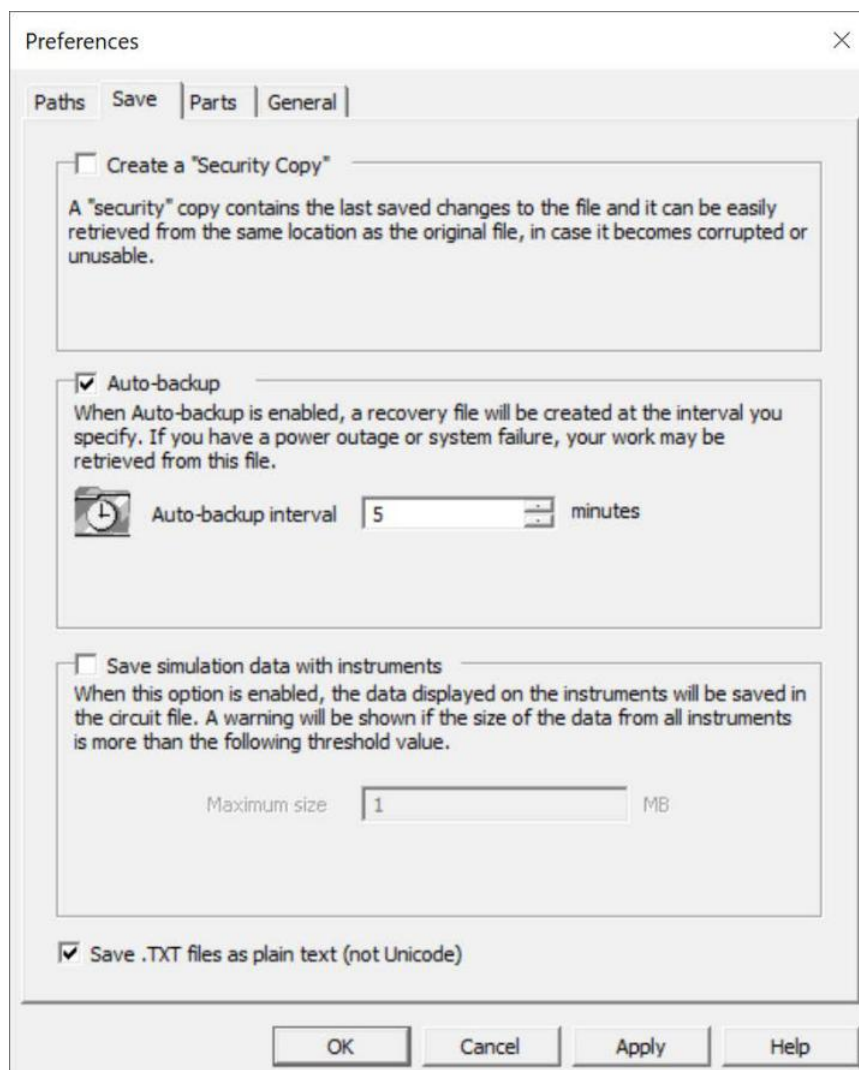 Preferences
Paths Save Parts General
Create a "Security Copy"
A "security" copy contains the last saved changes to the file and it can be easily
retrieved from the same location as the original file, in case it becomes corrupted or
unusable.
Auto-backup
When Auto-backup is enabled, a recovery file will be created at the interval you
specify. If you have a power outage or system failure, your work may be
retrieved from this file.
Auto-backup interval 5 minutes
Save simulation data with instruments
When this option is enabled, the data displayed on the instruments will be saved in
the circuit file. A warning will be shown if the size of the data from all instruments
is more than the following threshold value.
Maximum size 1 MB
Save .TXT files as plain text (not Unicode)
OK Cancel Apply Help